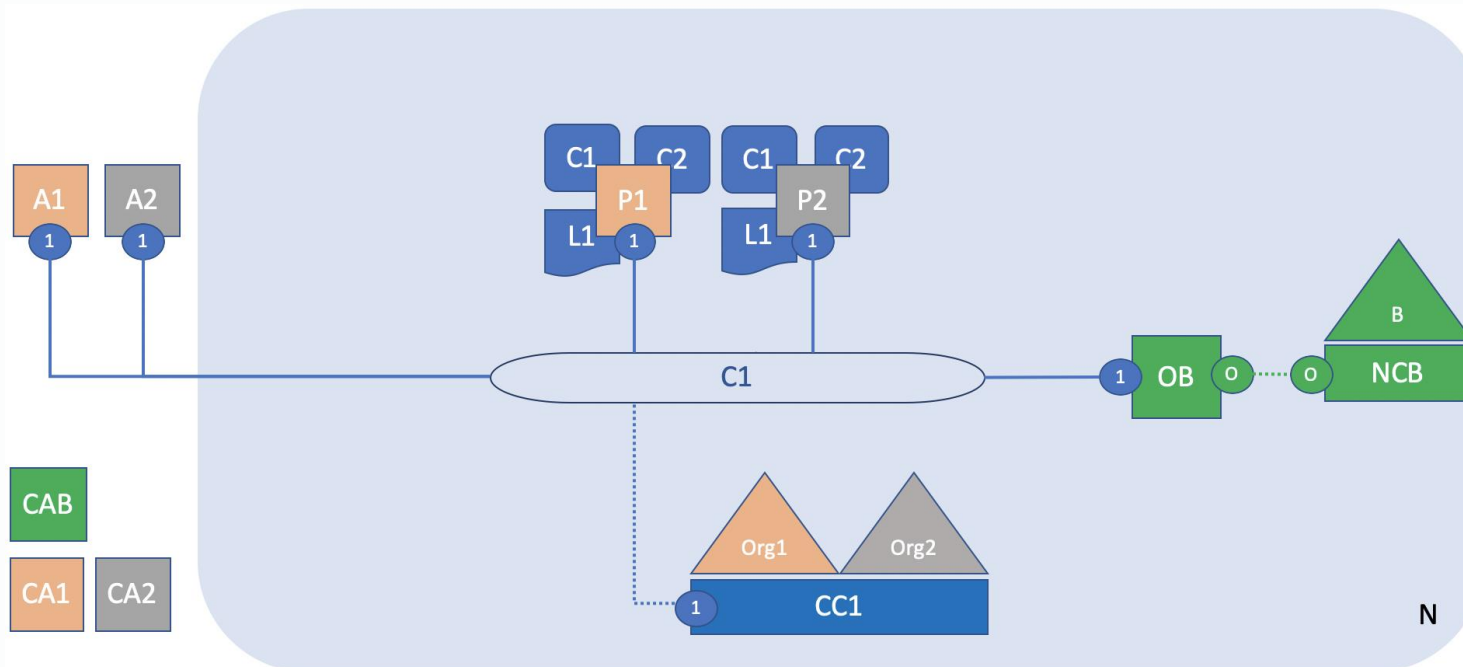 C1 C2 C1 C2
A1 A2 P1 P2
L1 L1
1 1 1 1
B
C1 1 OB O O NCB
CAB
Org1 Org2
CA1 CA2 1 CC1
N